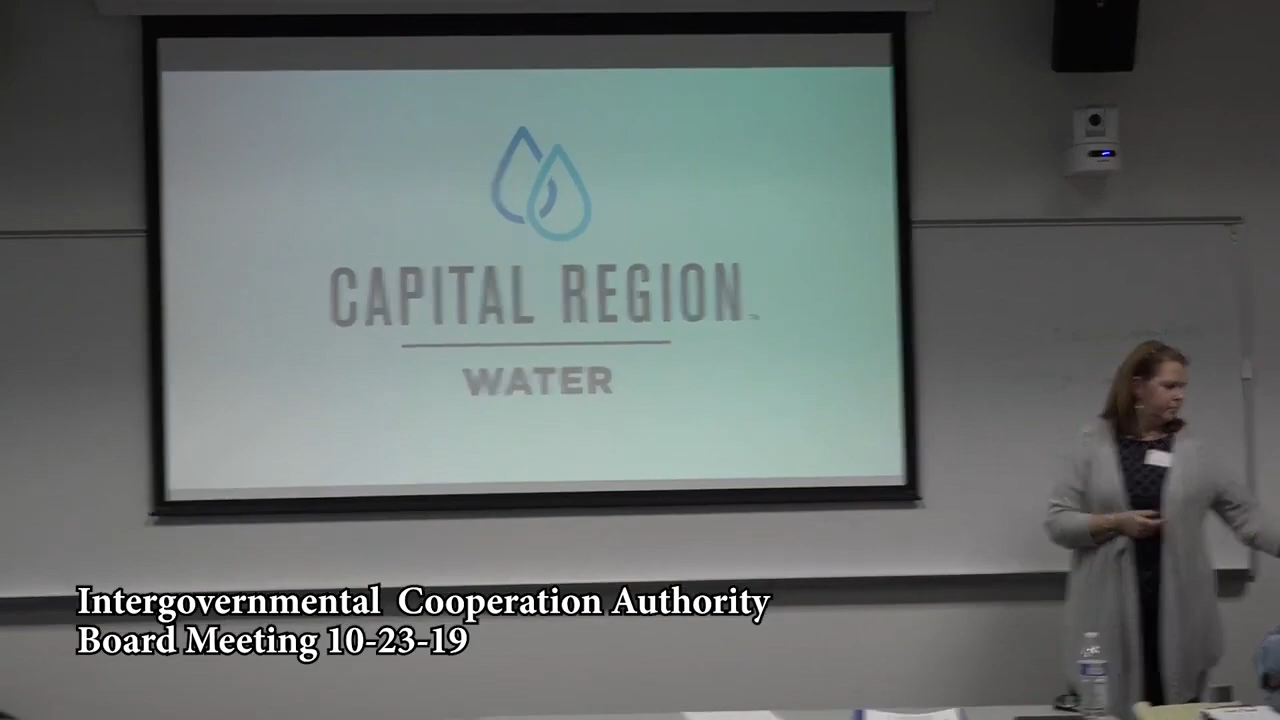 CAPITAL REGION
WATER
Intergovernmental Cooperation Authority
Board Meeting 10-23-19